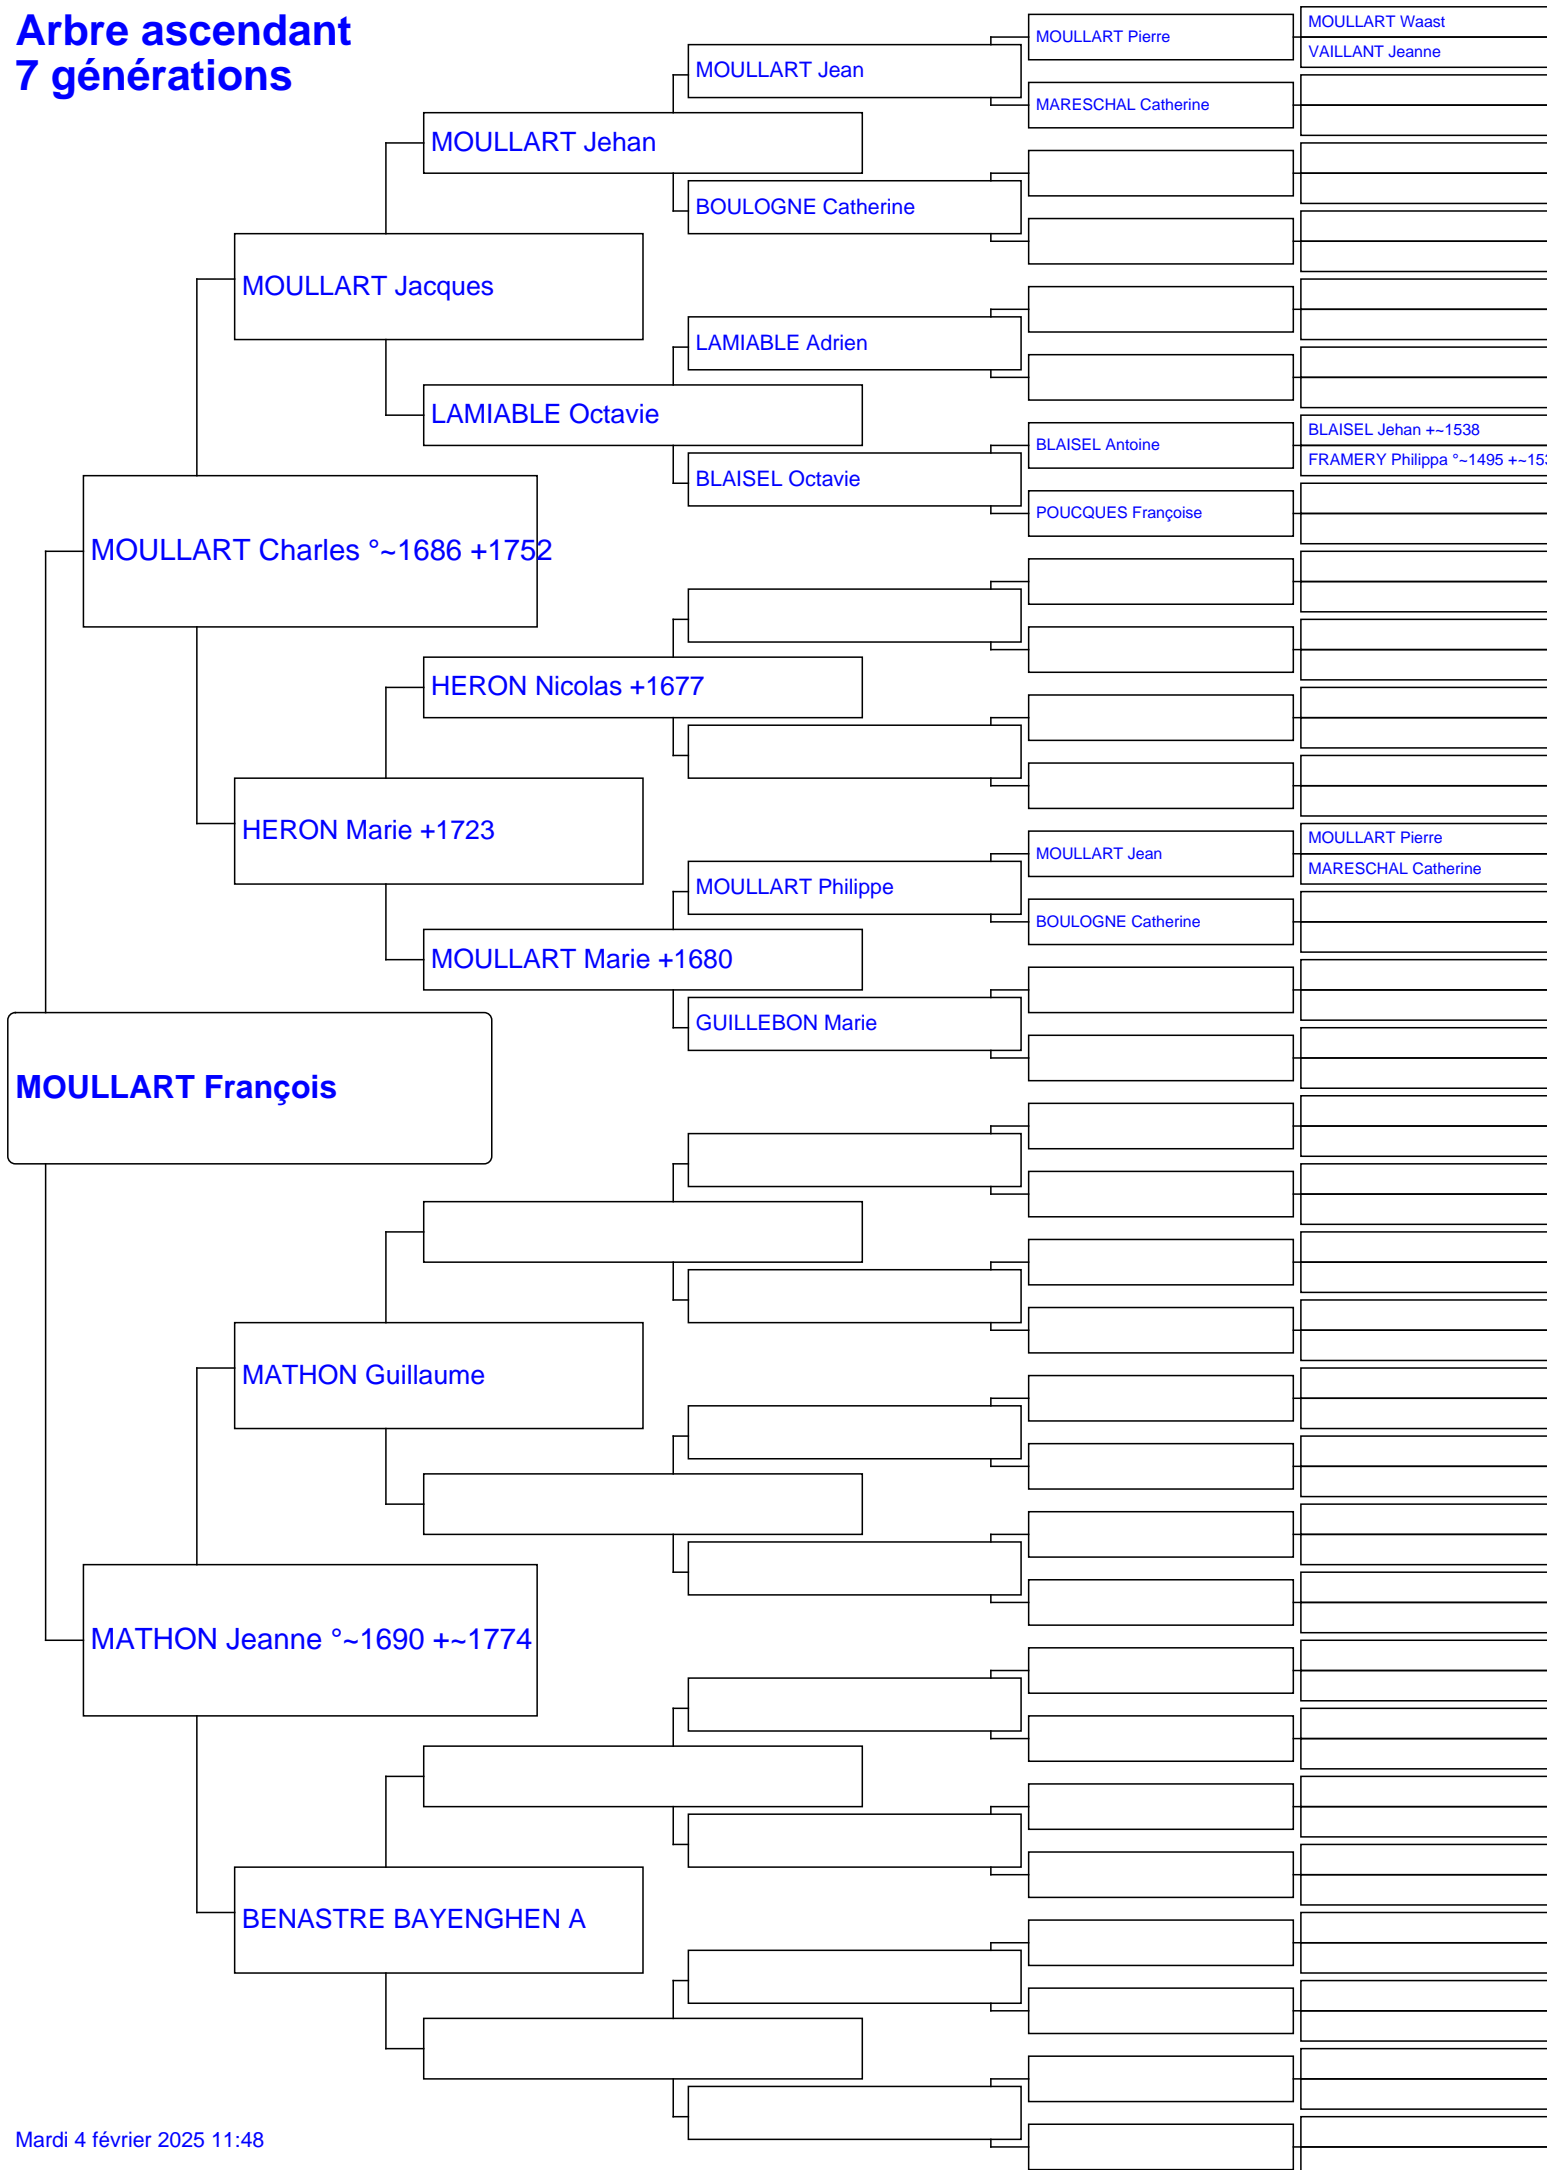 Arbre ascendant
7 générations
MOULLART Waast
MOULLART Pierre
VAILLANT Jeanne
MOULLART Jean
MARESCHAL Catherine
MOULLART Jehan
BOULOGNE Catherine
MOULLART Jacques
LAMIABLE Adrien
LAMIABLE Octavie
BLAISEL Jehan +~1538
BLAISEL Antoine
FRAMERY Philippa °~1495
BLAISEL Octavie
POUCQUES Françoise
MOULLART Charles °~1686 +1752
HERON Nicolas +1677
HERON Marie +1723
MOULLART Pierre
MOULLART Jean
MARESCHAL Catherine
MOULLART Philippe
BOULOGNE Catherine
MOULLART Marie +1680
GUILLEBON Marie
MOULLART François
MATHON Guillaume
MATHON Jeanne °~1690 +~1774
BENASTRE BAYENGHEN A
Mardi 4 février 2025 11:48